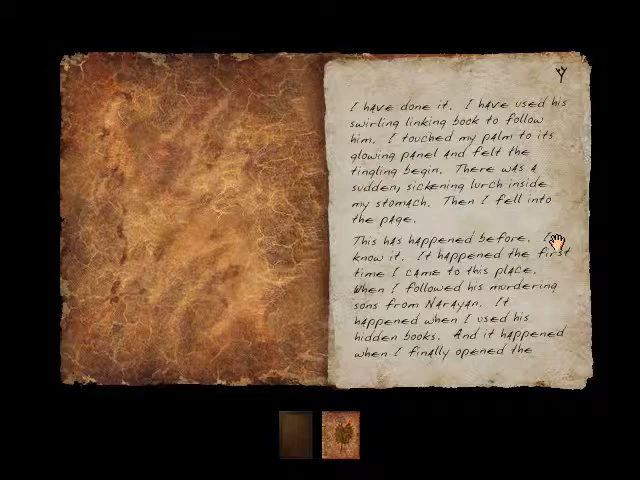 I have done it. I have used his
swirling linking book to follow
him. I touched my palm to its
glowing panel and felt the
tingling begin. There was a
sudden, sickening lurch inside
my stomach. Then I fell into
the page.
This has happened before. I
know it. It happened the first
time I came to this place.
When I followed his murdering
sons from Narayan. It
happened when I used his
hidden books. And it happened
when I finally opened the